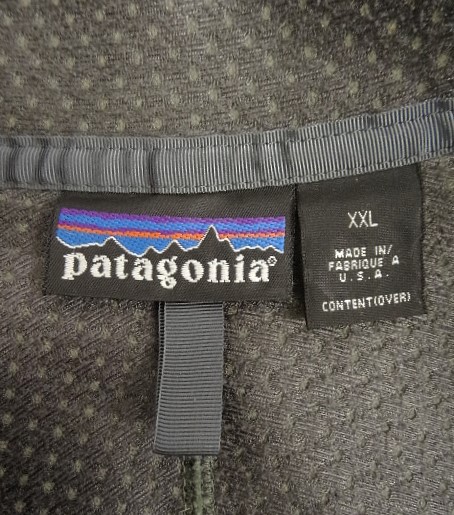 patagonia®
XXL
MADE IN/
FABRIQUE A
U.S.A.
CONTENT(OVER)